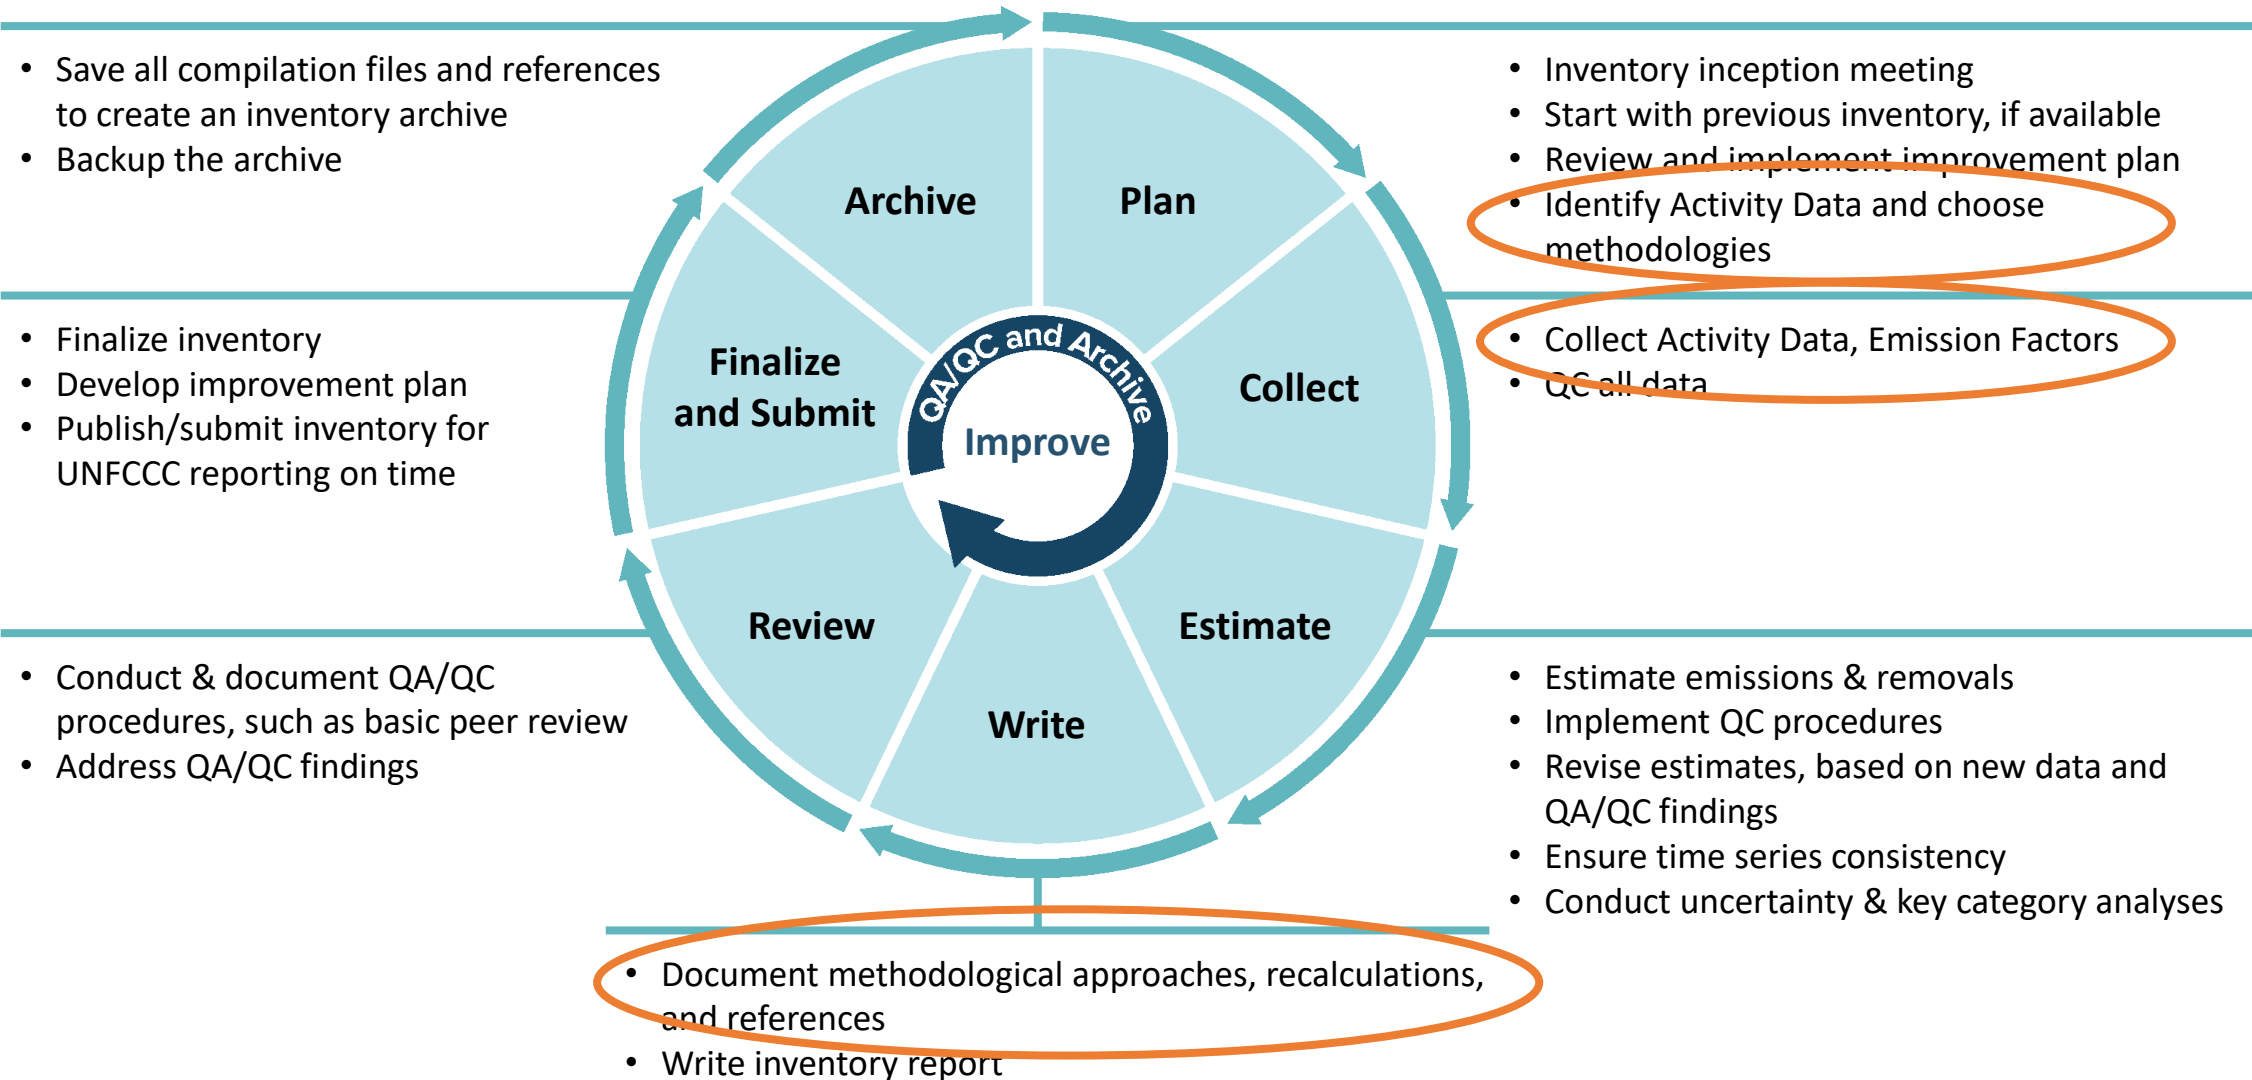 • Save all compilation files and references
to create an inventory archive
• Backup the archive
• Finalize inventory
• Develop improvement plan
• Publish/submit inventory for
UNFCCC reporting on time
• Conduct & document QA/QC
procedures, such as basic peer review
• Address QA/QC findings
Archive
Plan
Finalize
and Submit
Collect
QA/QC and Archive
Improve
Review
Estimate
Write
• Inventory inception meeting
• Start with previous inventory, if available
• Review and implement improvement plan
• Identify Activity Data and choose
methodologies
• Collect Activity Data, Emission Factors
• QC all data
• Estimate emissions & removals
• Implement QC procedures
• Revise estimates, based on new data and
QA/QC findings
• Ensure time series consistency
• Conduct uncertainty & key category analyses
• Document methodological approaches, recalculations,
and references
• Write inventory report